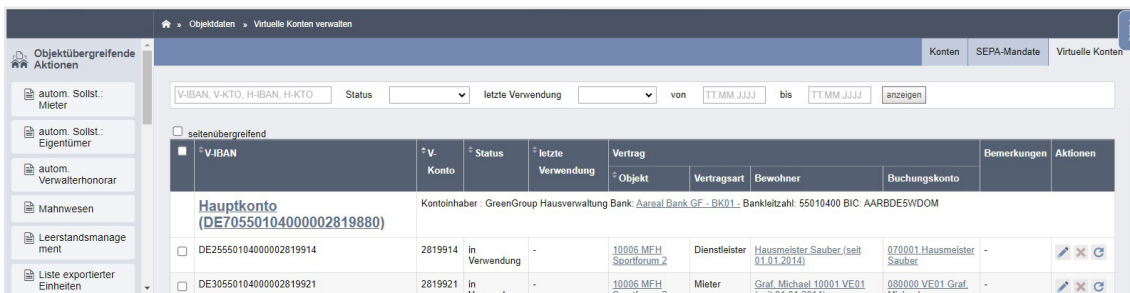 » Objektdaten » Virtuelle Konten verwalten
Objektübergreifende
Aktionen
Konten SEPA-Mandate Virtuelle Konten
autom. Sollst.:
Mieter
V-IBAN, V-KTO, H-IBAN, H-KTO Status letzte Verwendung von TT.MM.JJJJ bis TT.MM.JJJJ anzeigen
autom. Sollst.:
Eigentümer
seitenübergreifend
autom.
Verwalterhonorar
V-IBAN V-Konto Status letzte Verwendung Vertrag Bemerkungen Aktionen
Objekt Vertragsart Bewohner Buchungskonto
Mahnwesen
Hauptkonto
(DE70550104000002819880)
Kontoinhaber : GreenGroup Hausverwaltung Bank: Aareal Bank GF - BK01 - Bankleitzahl: 55010400 BIC: AARBDE5WDOM
Leerstandsmanage
ment
DE25550104000002819914 2819914 in Verwendung - 10006 MFH Sportforum 2 Dienstleister Hausmeister Sauber (seit 01.01.2014) 070001 Hausmeister Sauber -
Liste exportierter
Einheiten
DE30550104000002819921 2819921 in 10006 MFH Mieter Graf, Michael 10001 VE01 080000 VE01 Graf, -